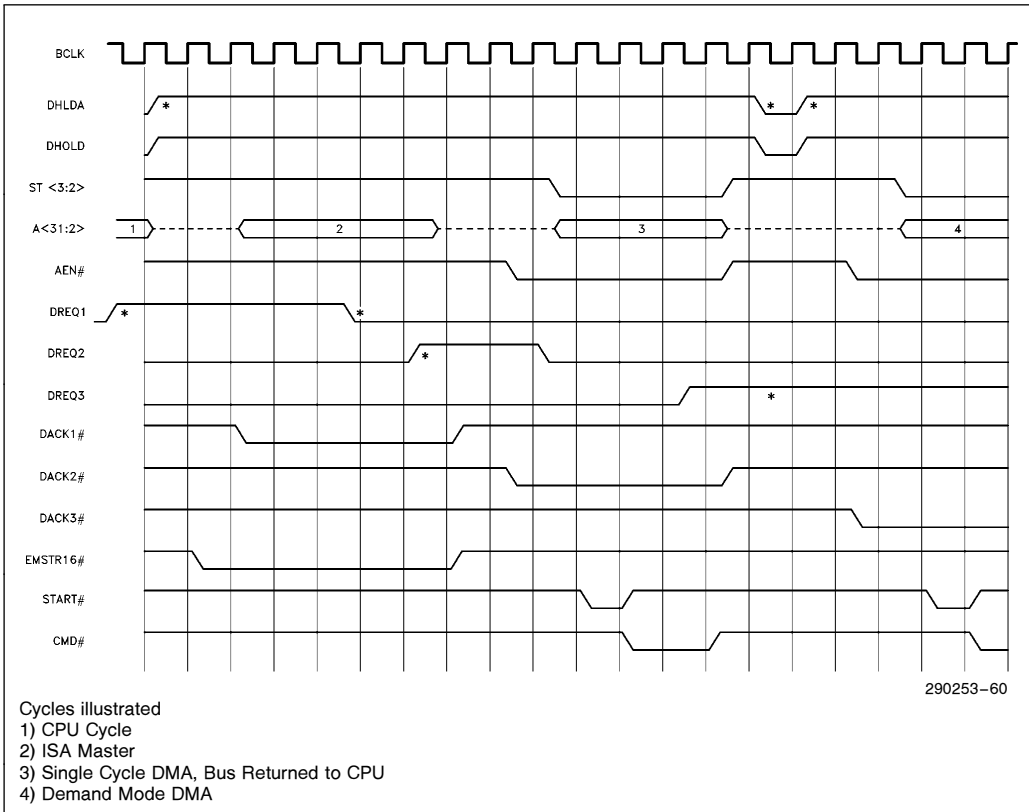 BCLK
DHLDA * * *
DHOLD
ST <3:2>
A<31:2> 1 2 3 4
AEN#
DREQ1 * *
DREQ2 *
DREQ3 *
DACK1#
DACK2#
DACK3#
EMSTR16#
START#
CMD#
290253-60
Cycles illustrated
1) CPU Cycle
2) ISA Master
3) Single Cycle DMA, Bus Returned to CPU
4) Demand Mode DMA